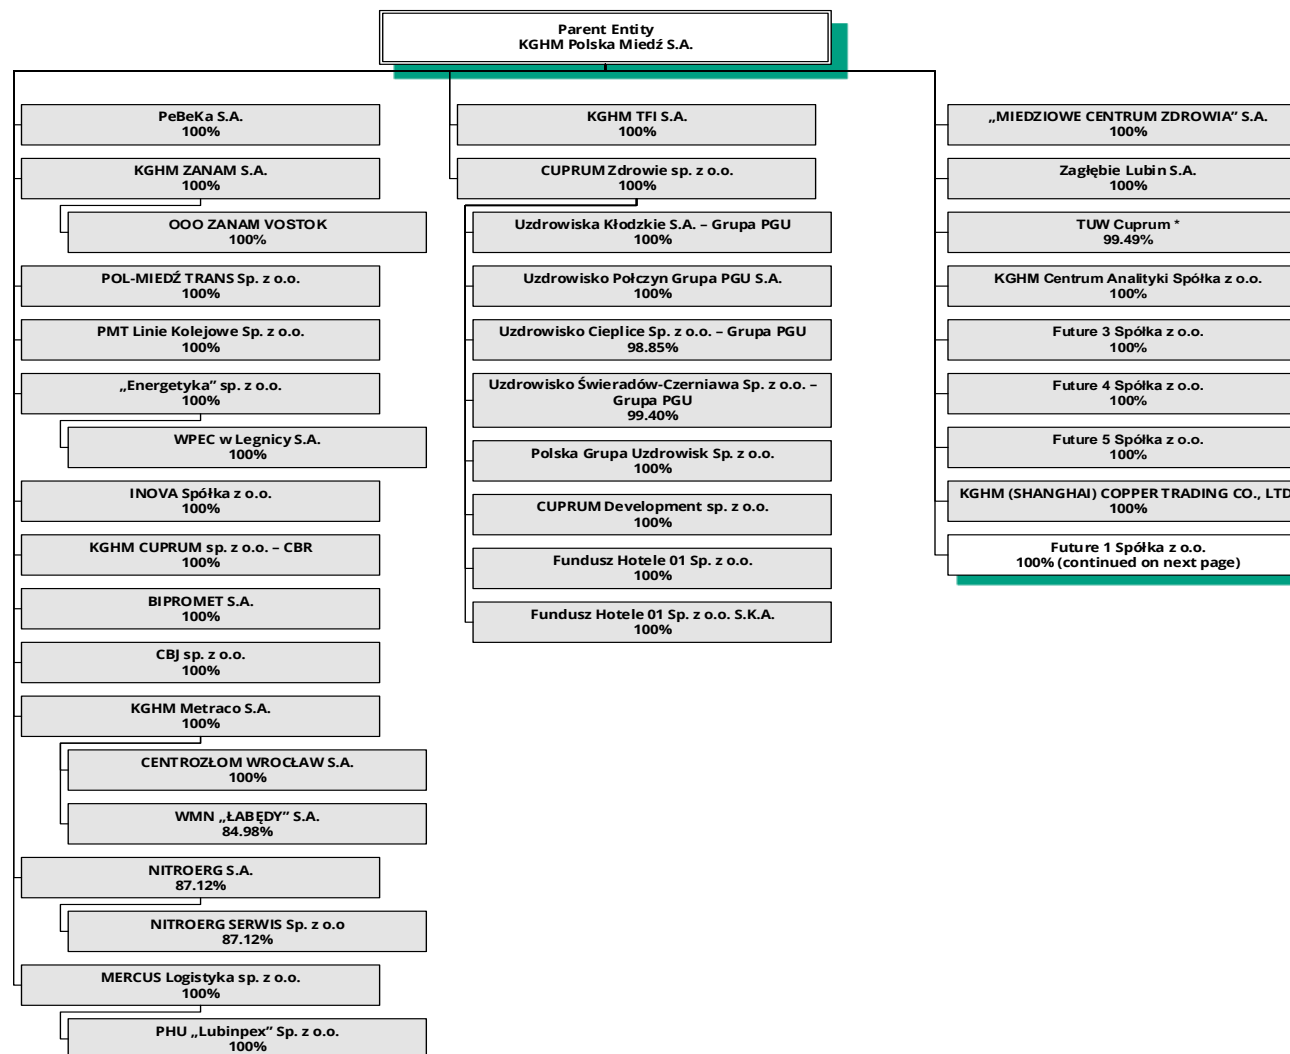 Parent Entity
KGHM Polska Miedź S.A.
PeBeKa S.A.
100%
KGHM ZANAM S.A.
100%
OOO ZANAM VOSTOK
100%
POL-MIEDŹ TRANS Sp. z o.o.
100%
PMT Linie Kolejowe Sp. z o.o.
100%
„Energetyka” sp. z o.o.
100%
WPEC w Legnicy S.A.
100%
INOVA Spółka z o.o.
100%
KGHM CUPRUM sp. z o.o. – CBR
100%
BIPROMET S.A.
100%
CBJ sp. z o.o.
100%
KGHM Metraco S.A.
100%
CENTROZŁOM WROCŁAW S.A.
100%
WMN „ŁABĘDY” S.A.
84.98%
NITROERG S.A.
87.12%
NITROERG SERWIS Sp. z o.o
87.12%
MERCUS Logistyka sp. z o.o.
100%
PHU „Lubinpex” Sp. z o.o.
100%
KGHM TFI S.A.
100%
CUPRUM Zdrowie sp. z o.o.
100%
Uzdrowiska Kłodzkie S.A. – Grupa PGU
100%
Uzdrowisko Połczyn Grupa PGU S.A.
100%
Uzdrowisko Cieplice Sp. z o.o. – Grupa PGU
98.85%
Uzdrowisko Świeradów-Czerniawa Sp. z o.o. –
Grupa PGU
99.40%
Polska Grupa Uzdrowisk Sp. z o.o.
100%
CUPRUM Development sp. z o.o.
100%
Fundusz Hotele 01 Sp. z o.o.
100%
Fundusz Hotele 01 Sp. z o.o. S.K.A.
100%
„MIEDZIOWE CENTRUM ZDROWIA” S.A.
100%
Zagłębie Lubin S.A.
100%
TUW Cuprum *
99.49%
KGHM Centrum Analityki Spółka z o.o.
100%
Future 3 Spółka z o.o.
100%
Future 4 Spółka z o.o.
100%
Future 5 Spółka z o.o.
100%
KGHM (SHANGHAI) COPPER TRADING CO., LTD
100%
Future 1 Spółka z o.o.
100% (continued on next page)